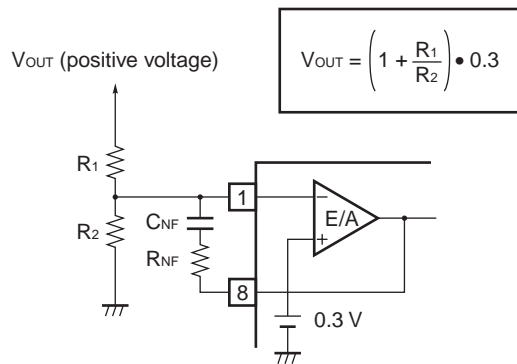 VOUT = (1 + R1/R2) • 0.3
VOUT (positive voltage)
R1
R2
CNF
RNF
1
8
−
+
E/A
0.3 V